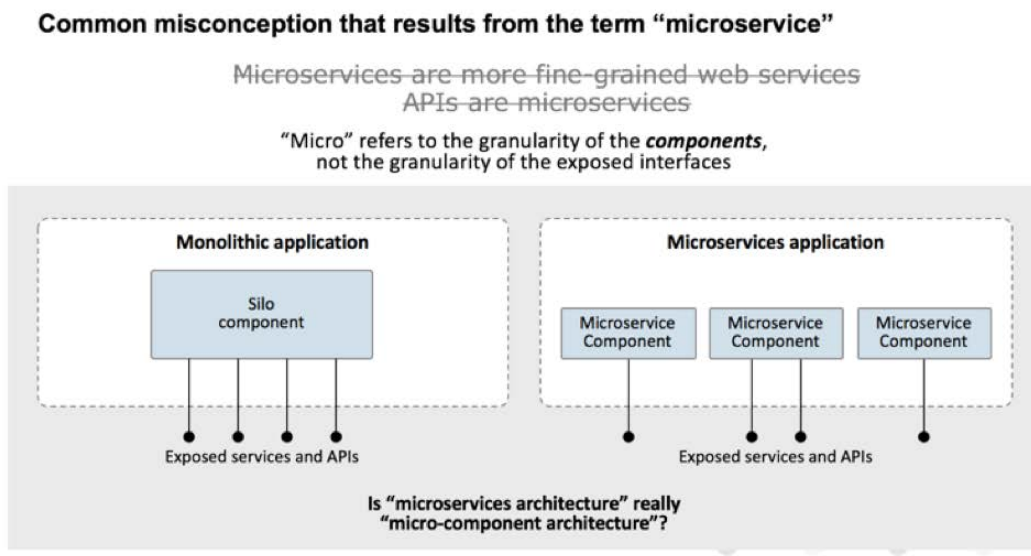 Common misconception that results from the term “microservice”
Microservices are more fine-grained web services
APIs are microservices
“Micro” refers to the granularity of the components,
not the granularity of the exposed interfaces
Monolithic application
Silo
component
Exposed services and APIs
Microservices application
Microservice
Component
Microservice
Component
Microservice
Component
Exposed services and APIs
Is “microservices architecture” really
“micro-component architecture”?